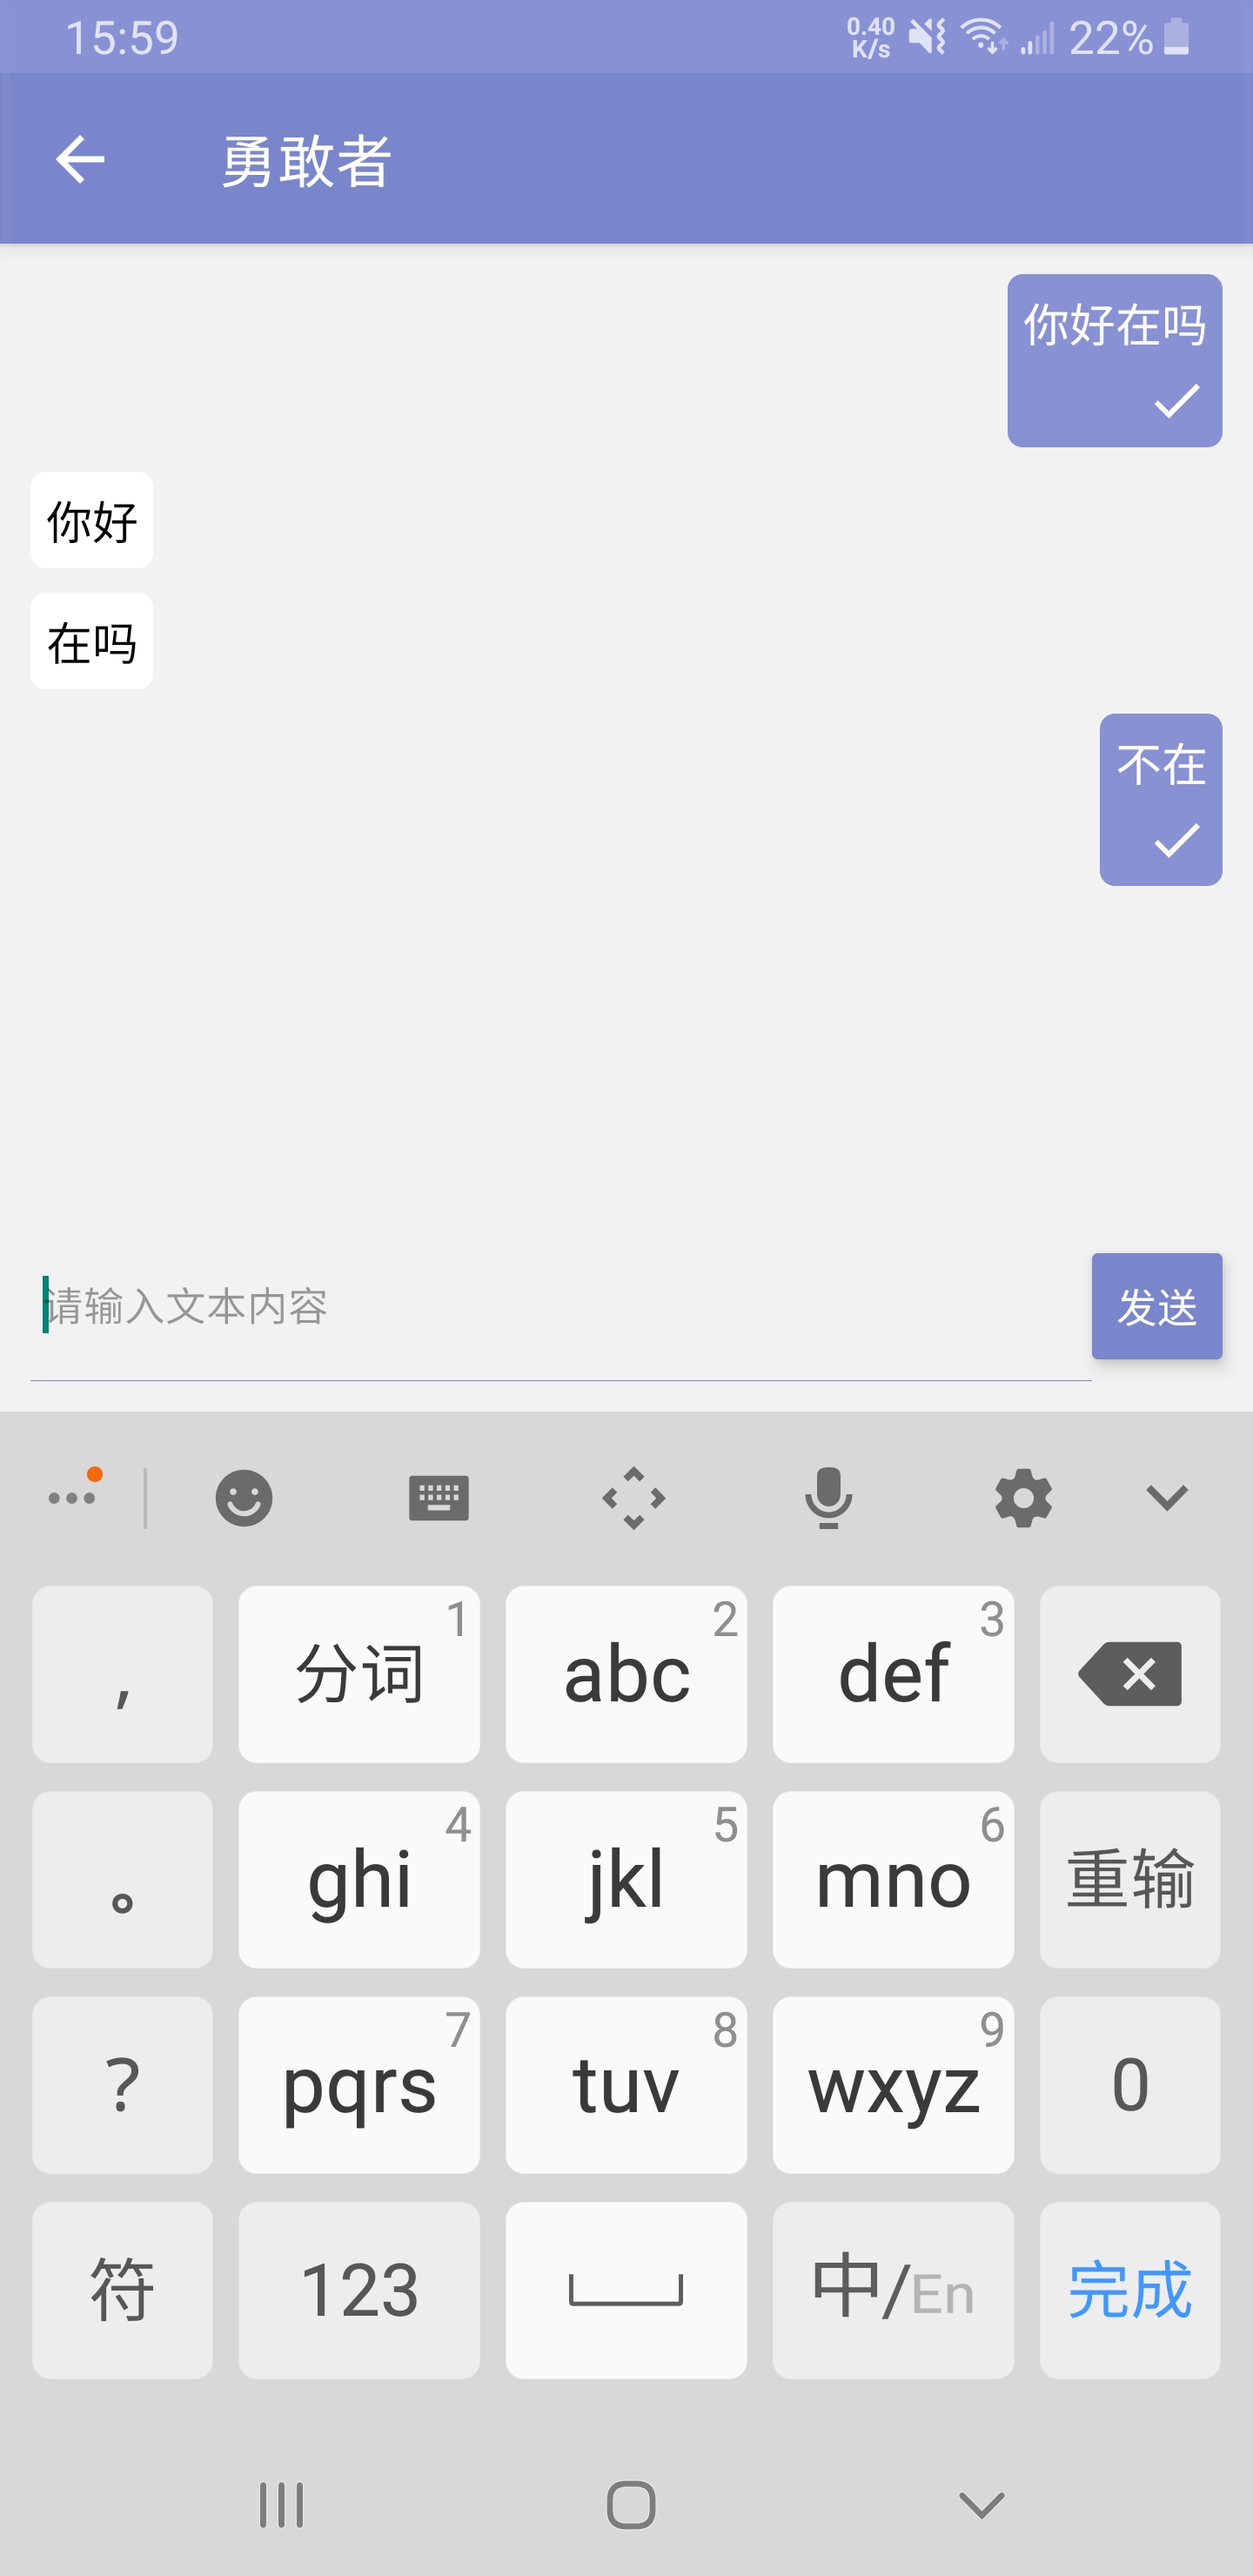 15:59
0.40
K/s
22%
勇敢者
你好在吗
你好
在吗
不在
请输入文本内容
发送
,
分词 1
abc 2
def 3
。
ghi 4
jkl 5
mno 6
重输
?
pqrs 7
tuv 8
wxyz 9
0
符
123
中/En
完成